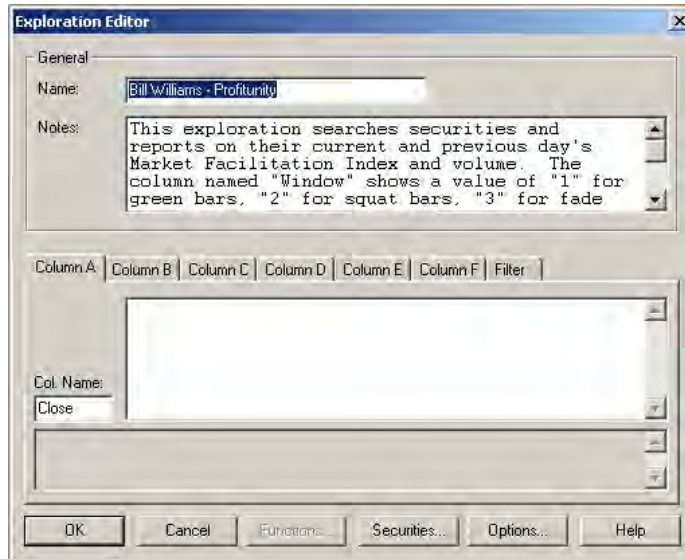 Exploration Editor
General
Name:
Bill Williams - Profitunity
Notes:
This exploration searches securities and
reports on their current and previous day's
Market Facilitation Index and volume.  The
column named "Window" shows a value of "1" for
green bars, "2" for squat bars, "3" for fade
Column A Column B Column C Column D Column E Column F Filter
Col. Name:
Close
OK Cancel Functions... Securities... Options... Help